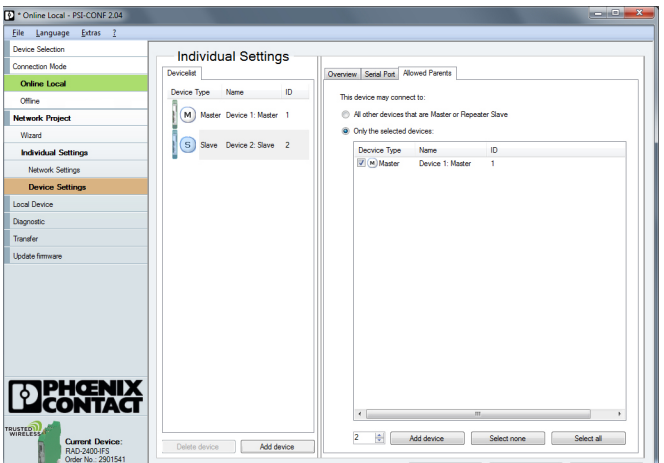 * Online Local - PSI-CONF 2.04
File Language Extras ?
Device Selection
Connection Mode
Online Local
Offline
Network Project
Wizard
Individual Settings
Network Settings
Device Settings
Local Device
Diagnostic
Transfer
Update firmware
PHŒNIX
CONTACT
TRUSTED
WIRELESS
Current Device:
RAD-2400-IFS
Order No.: 2901541
Individual Settings
Devicelist
Device Type Name ID
M Master Device 1: Master 1
S Slave Device 2: Slave 2
Delete device Add device
Overview Serial Port Allowed Parents
This device may connect to:
All other devices that are Master or Repeater Slave
Only the selected devices:
Decvice Type Name ID
M Master Device 1: Master 1
2 Add device Select none Select all